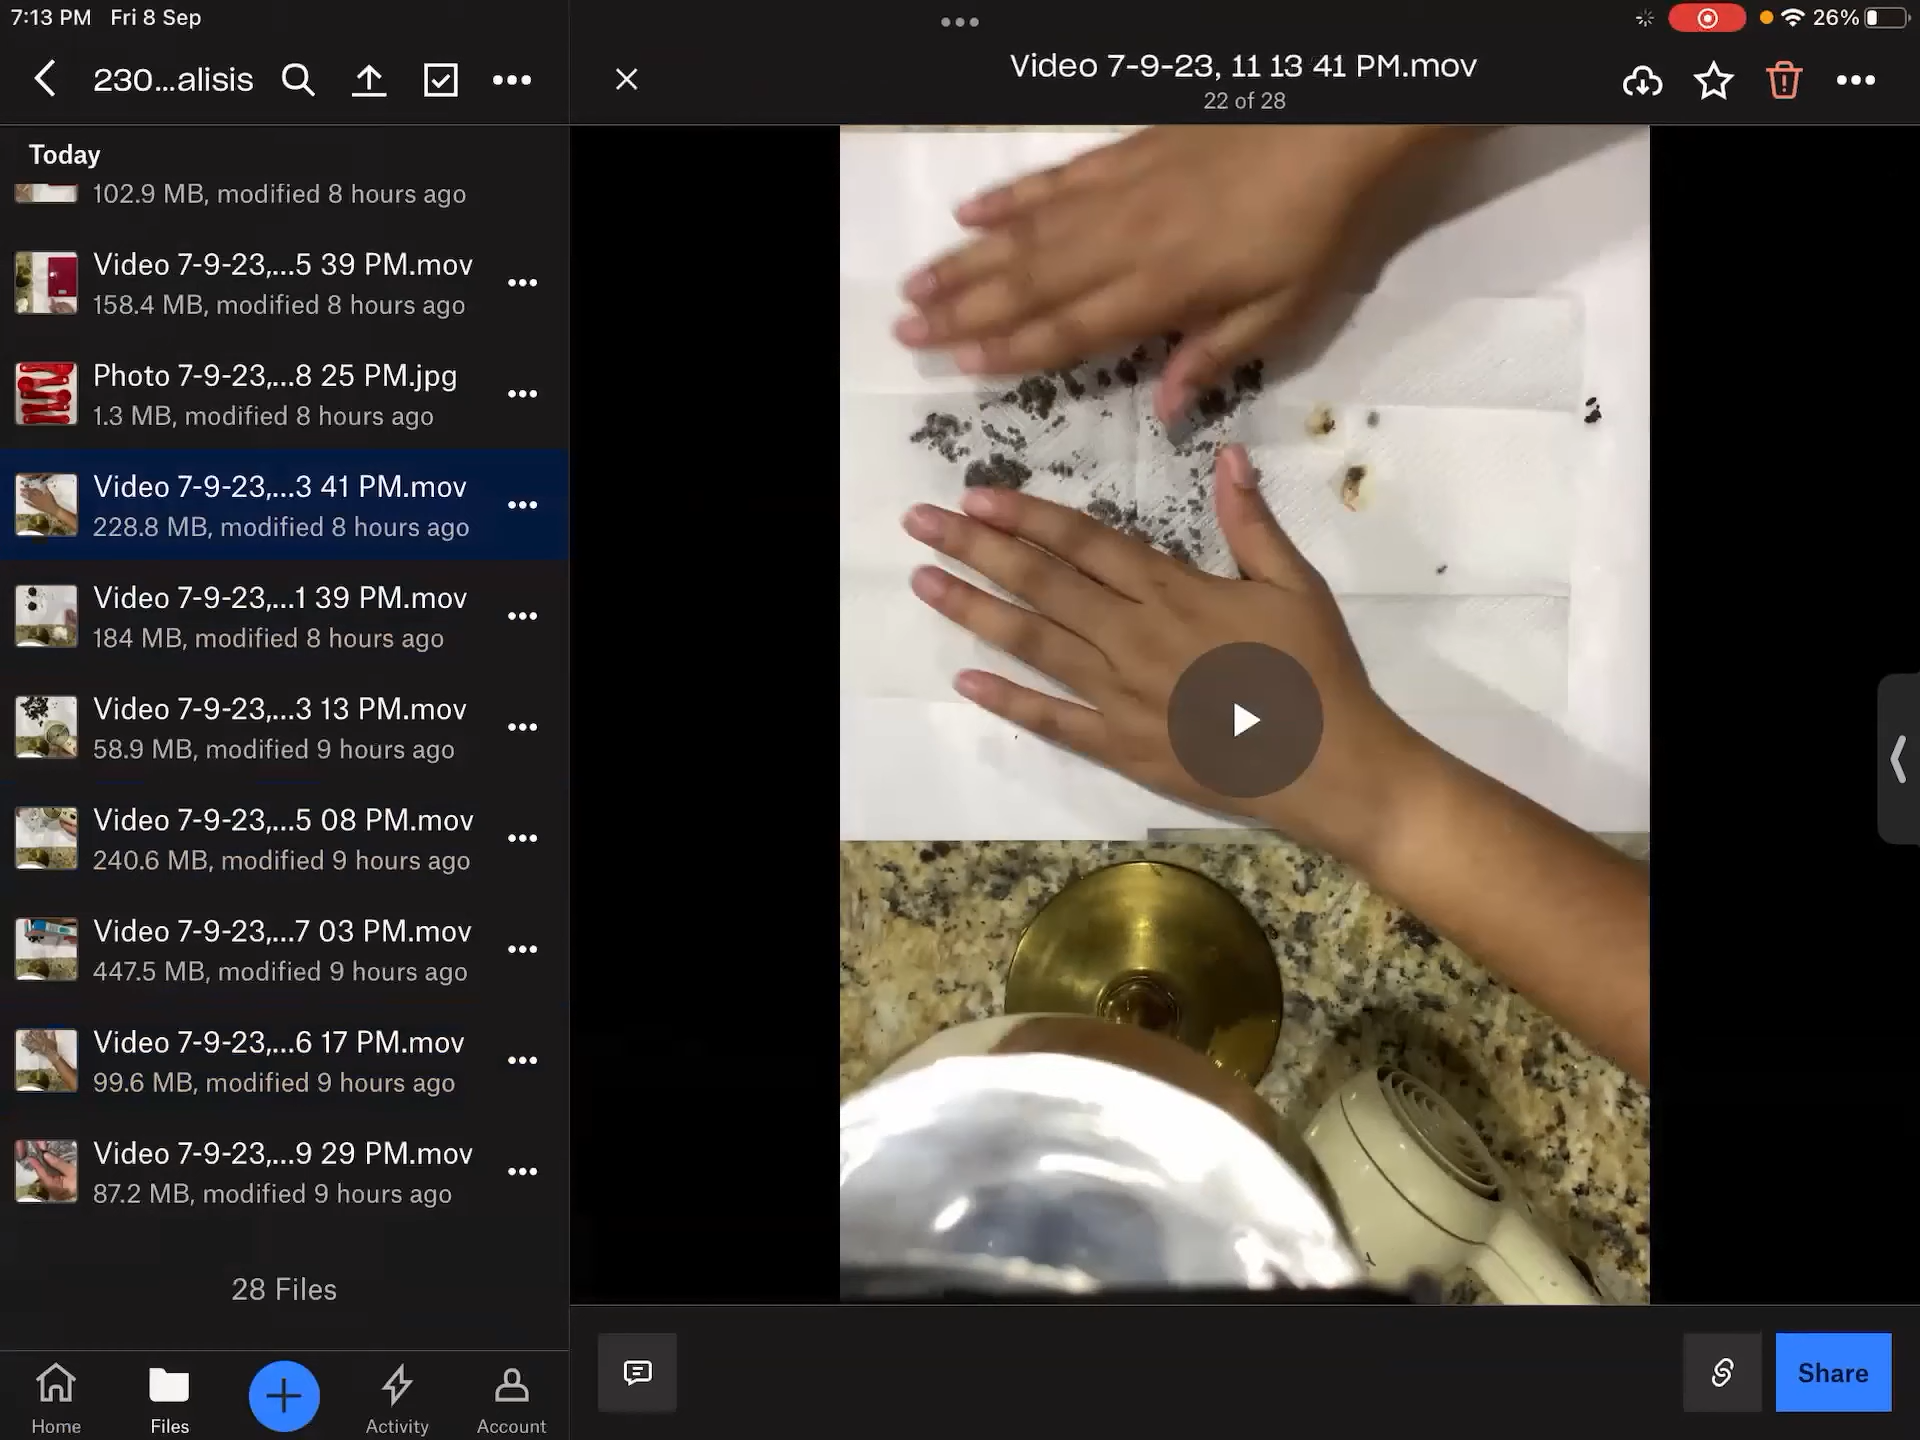 7:13 PM Fri 8 Sep
26%
230...alisis
Video 7-9-23, 11 13 41 PM.mov
22 of 28
Today
102.9 MB, modified 8 hours ago
Video 7-9-23,...5 39 PM.mov
158.4 MB, modified 8 hours ago
Photo 7-9-23,...8 25 PM.jpg
1.3 MB, modified 8 hours ago
Video 7-9-23,...3 41 PM.mov
228.8 MB, modified 8 hours ago
Video 7-9-23,...1 39 PM.mov
184 MB, modified 8 hours ago
Video 7-9-23,...3 13 PM.mov
58.9 MB, modified 9 hours ago
Video 7-9-23,...5 08 PM.mov
240.6 MB, modified 9 hours ago
Video 7-9-23,...7 03 PM.mov
447.5 MB, modified 9 hours ago
Video 7-9-23,...6 17 PM.mov
99.6 MB, modified 9 hours ago
Video 7-9-23,...9 29 PM.mov
87.2 MB, modified 9 hours ago
28 Files
Home
Files
Activity
Account
Share